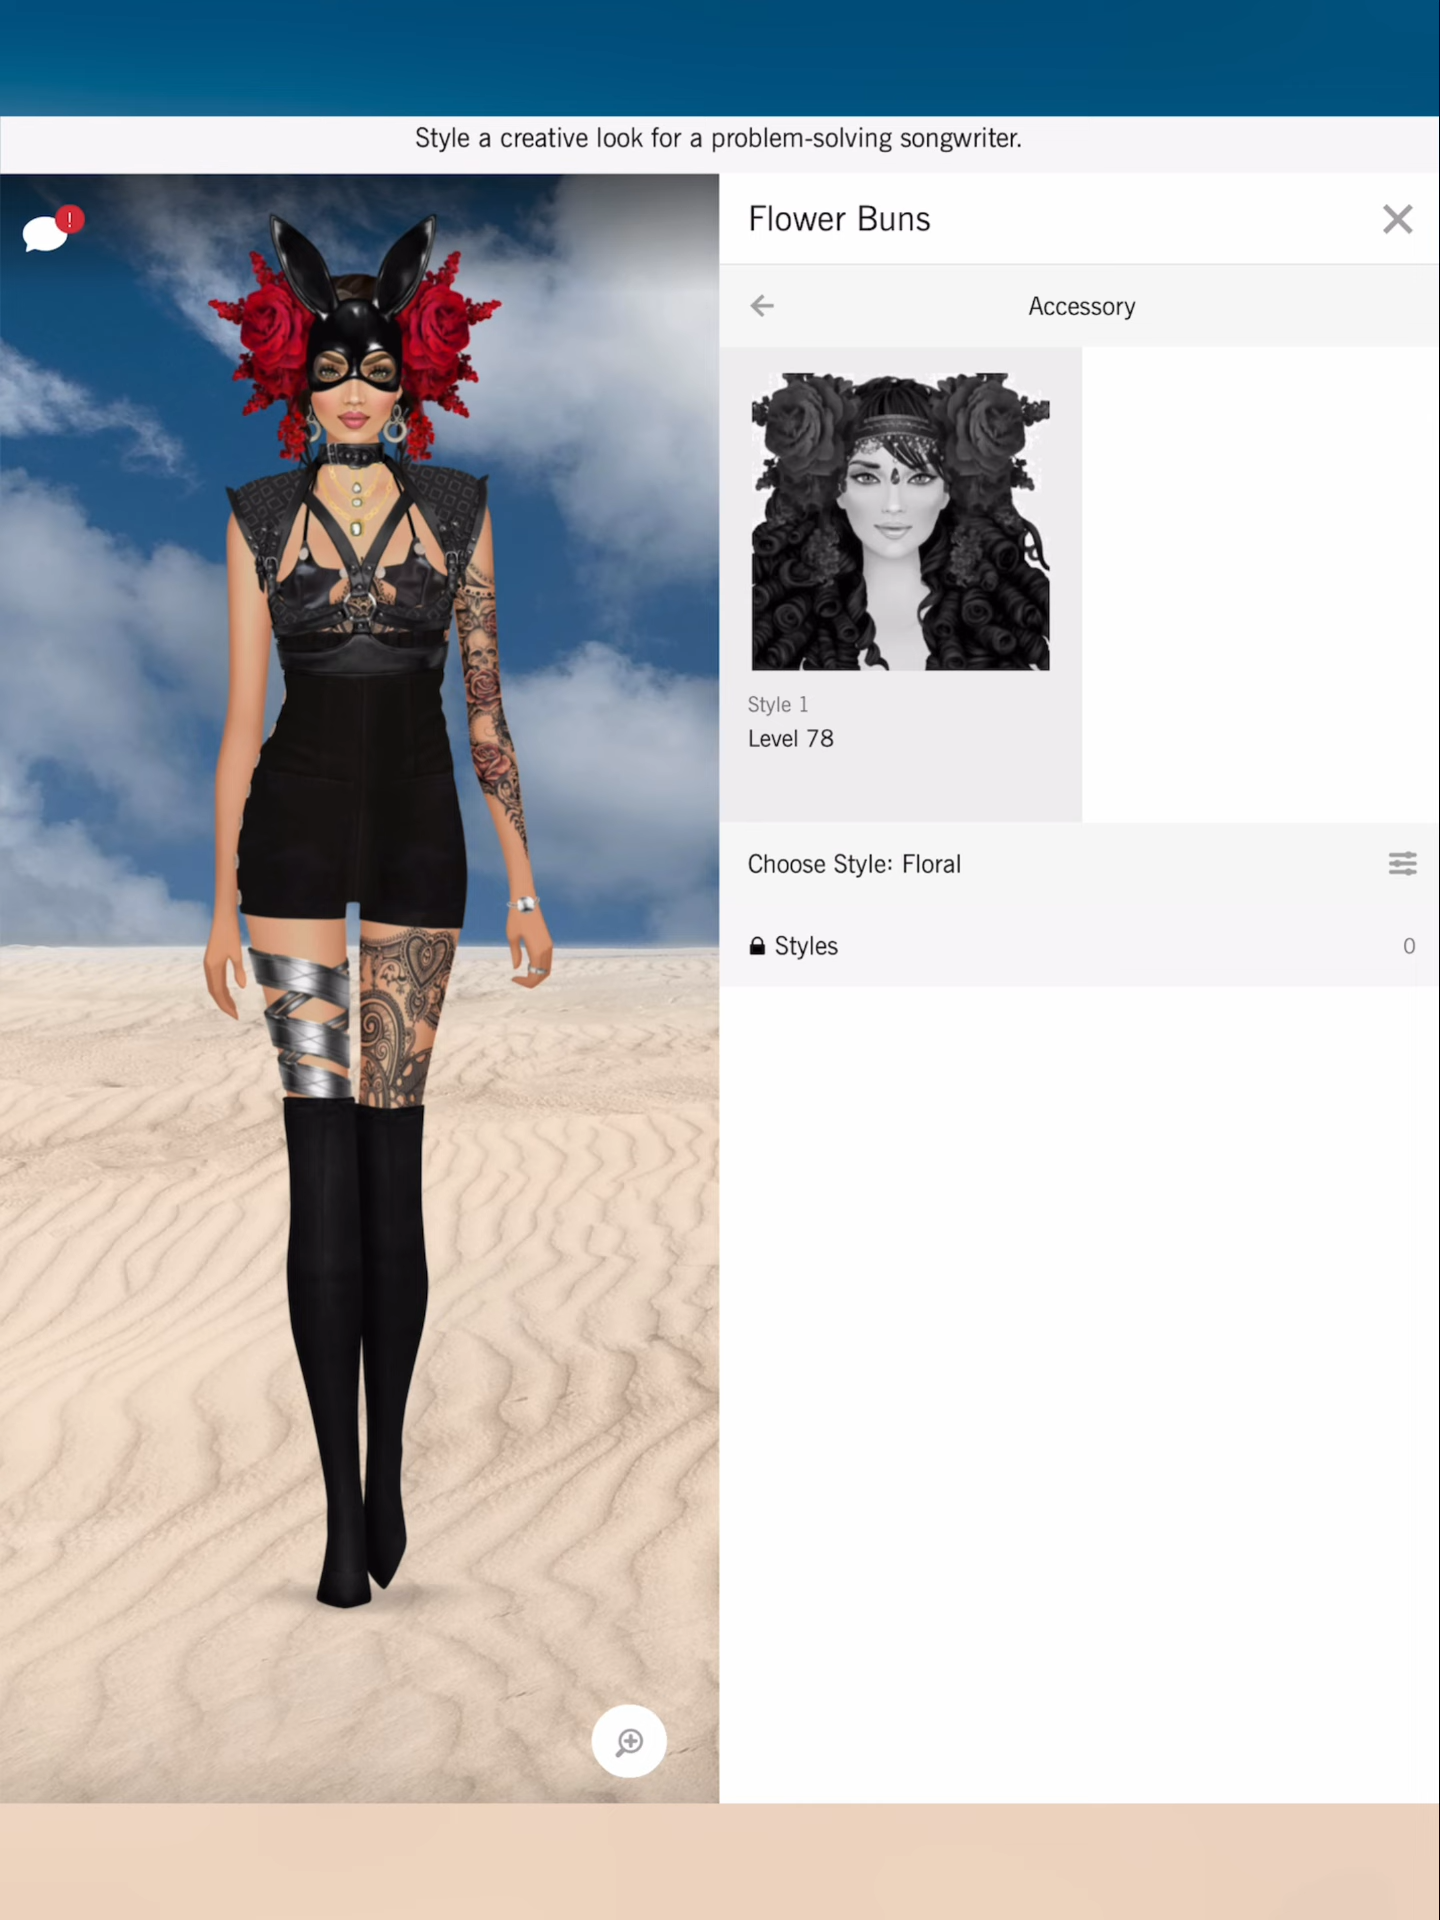 Style a creative look for a problem-solving songwriter.
!
Flower Buns
Accessory
Style 1
Level 78
Choose Style: Floral
Styles
0